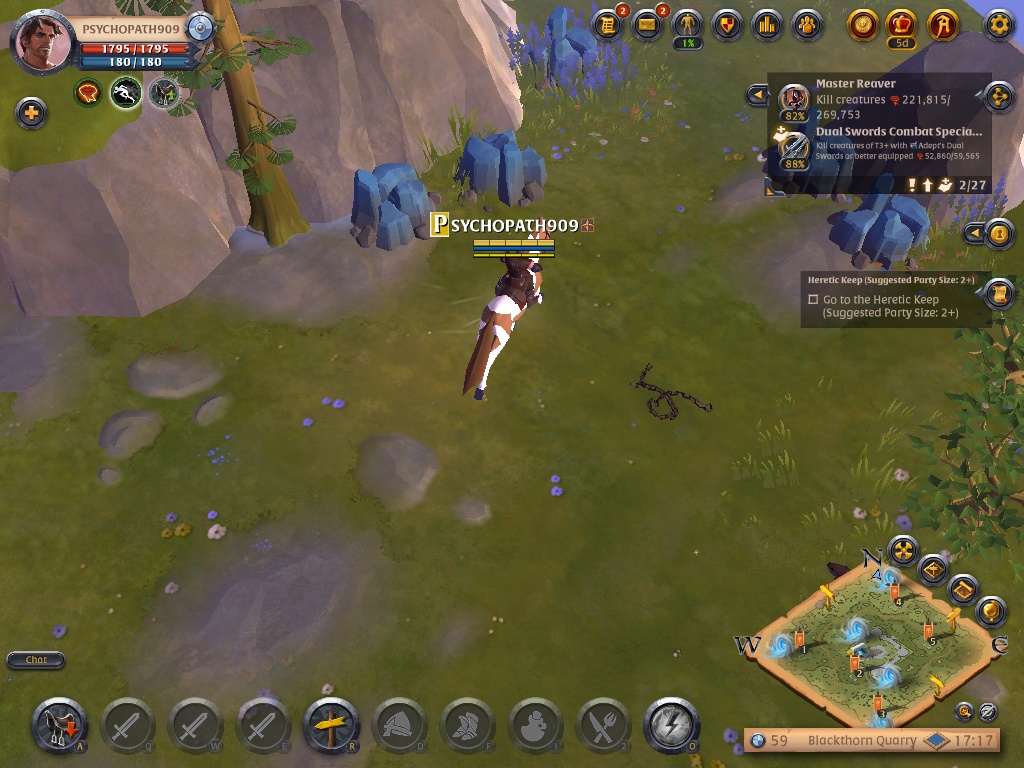 PSYCHOPATH909
1795 / 1795
180 / 180
2
2
1%
5d
Master Reaver
Kill creatures 221,815/
269,753
82%
Dual Swords Combat Specia...
Kill creatures of T3+ with Adept's Dual
Swords or better equipped 52,860/59,565
88%
2/27
PSYCHOPATH909
Heretic Keep (Suggested Party Size: 2+)
Go to the Heretic Keep
(Suggested Party Size: 2+)
N
W
E
4
1
5
2
3
Chat
A
Q
W
E
R
D
F
1
2
O
59 Blackthorn Quarry 17:17